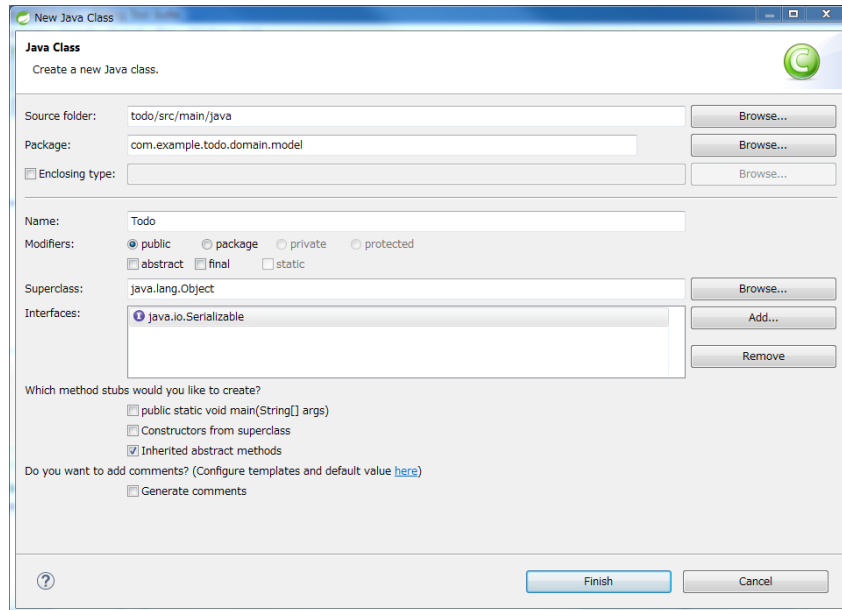 New Java Class
Java Class
Create a new Java class.
Source folder: todo/src/main/java Browse...
Package: com.example.todo.domain.model Browse...
Enclosing type: Browse...
Name: Todo
Modifiers: public package private protected
abstract final static
Superclass: java.lang.Object Browse...
Interfaces: java.io.Serializable Add...
Remove
Which method stubs would you like to create?
public static void main(String[] args)
Constructors from superclass
Inherited abstract methods
Do you want to add comments? (Configure templates and default value here)
Generate comments
Finish Cancel